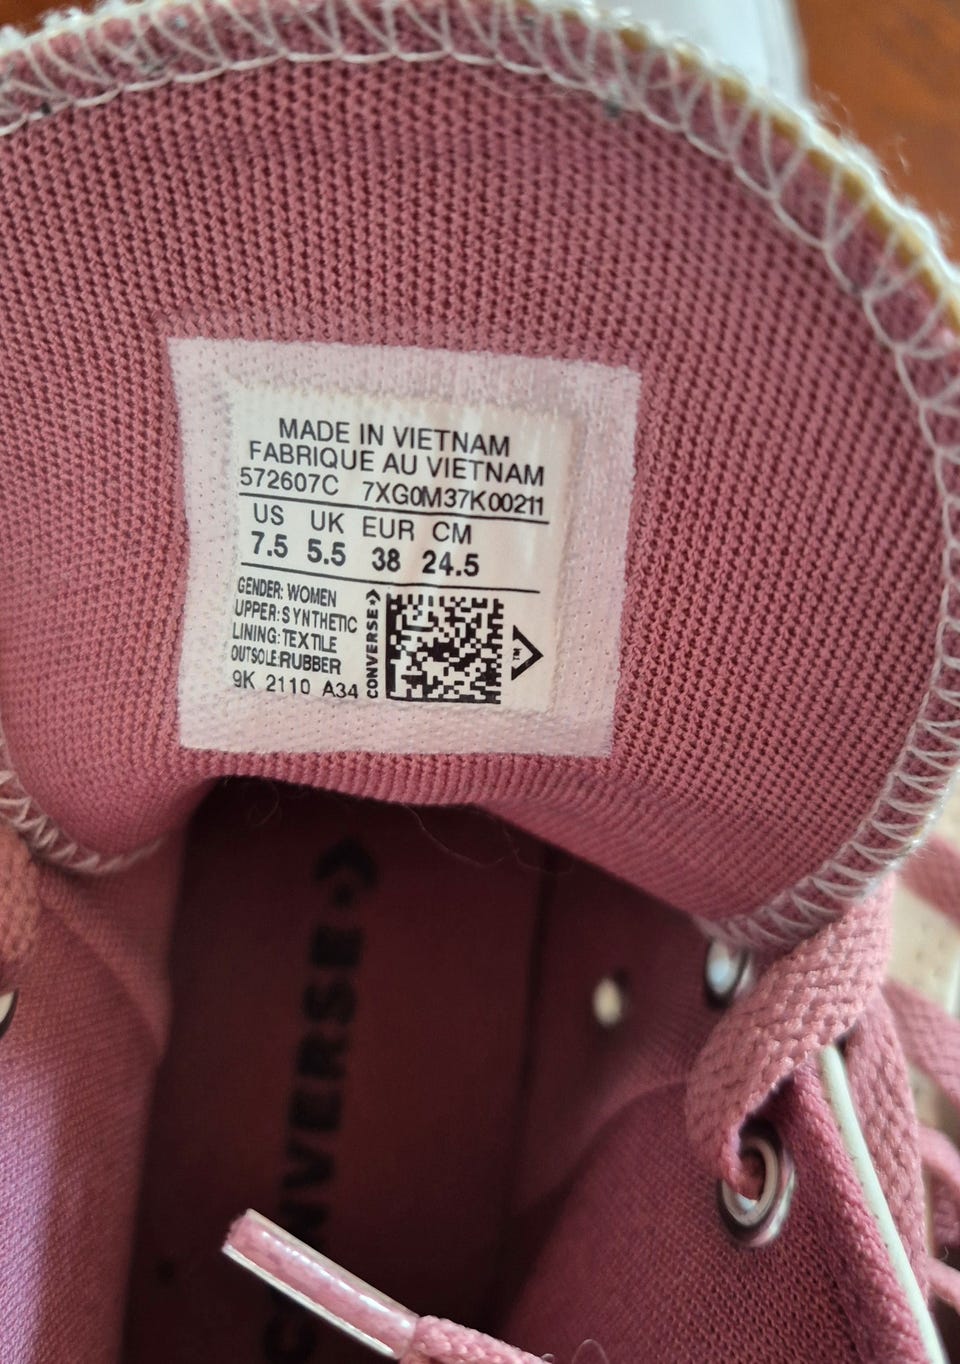 MADE IN VIETNAM
FABRIQUE AU VIETNAM
572607C 7XG0M37K00211
US UK EUR CM
7.5 5.5 38 24.5
GENDER: WOMEN
UPPER: SYNTHETIC
LINING: TEXTILE
OUTSOLE:RUBBER
9K 2110 A34
CONVERSE
TM
CONVERSE